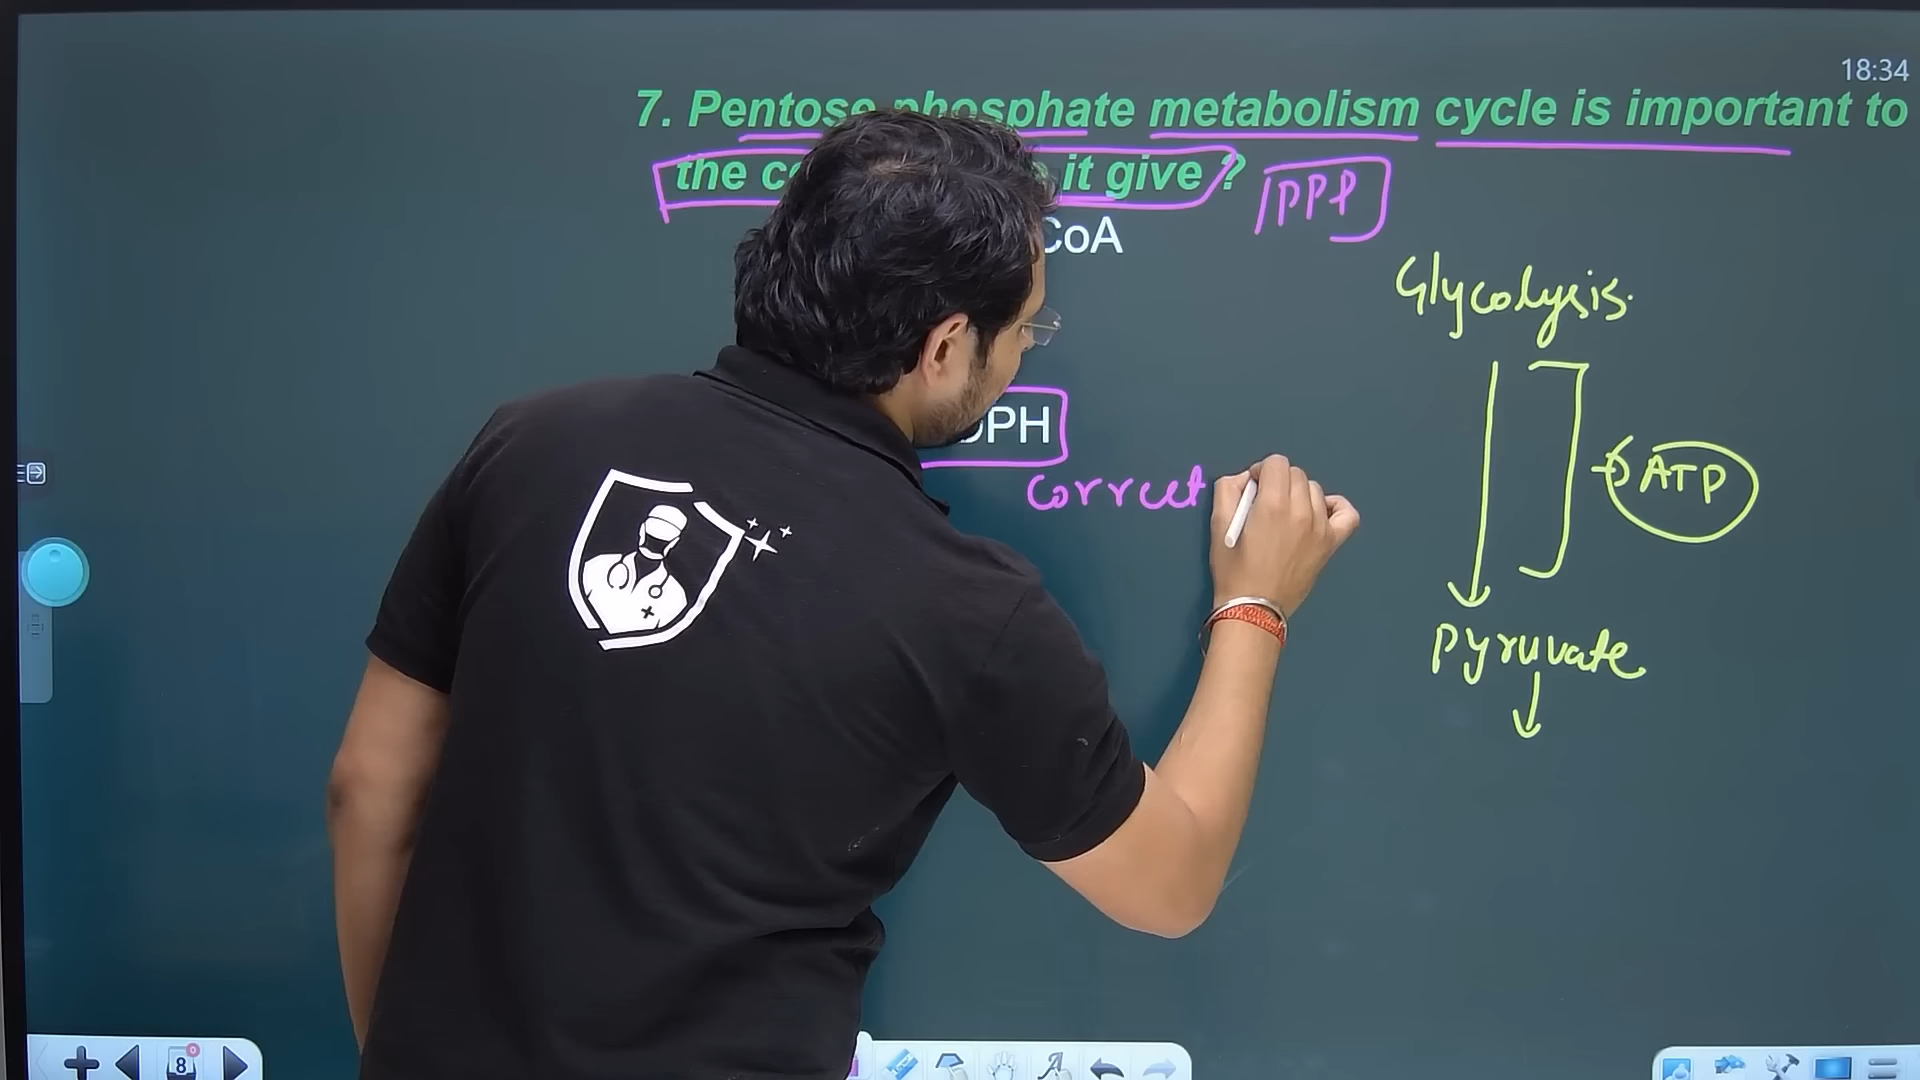 18:34
7. Pentose phosphate metabolism cycle is important to
the it give ?
PPP
CoA
Glycolysis
DPH
correct
ATP
pyruvate
8